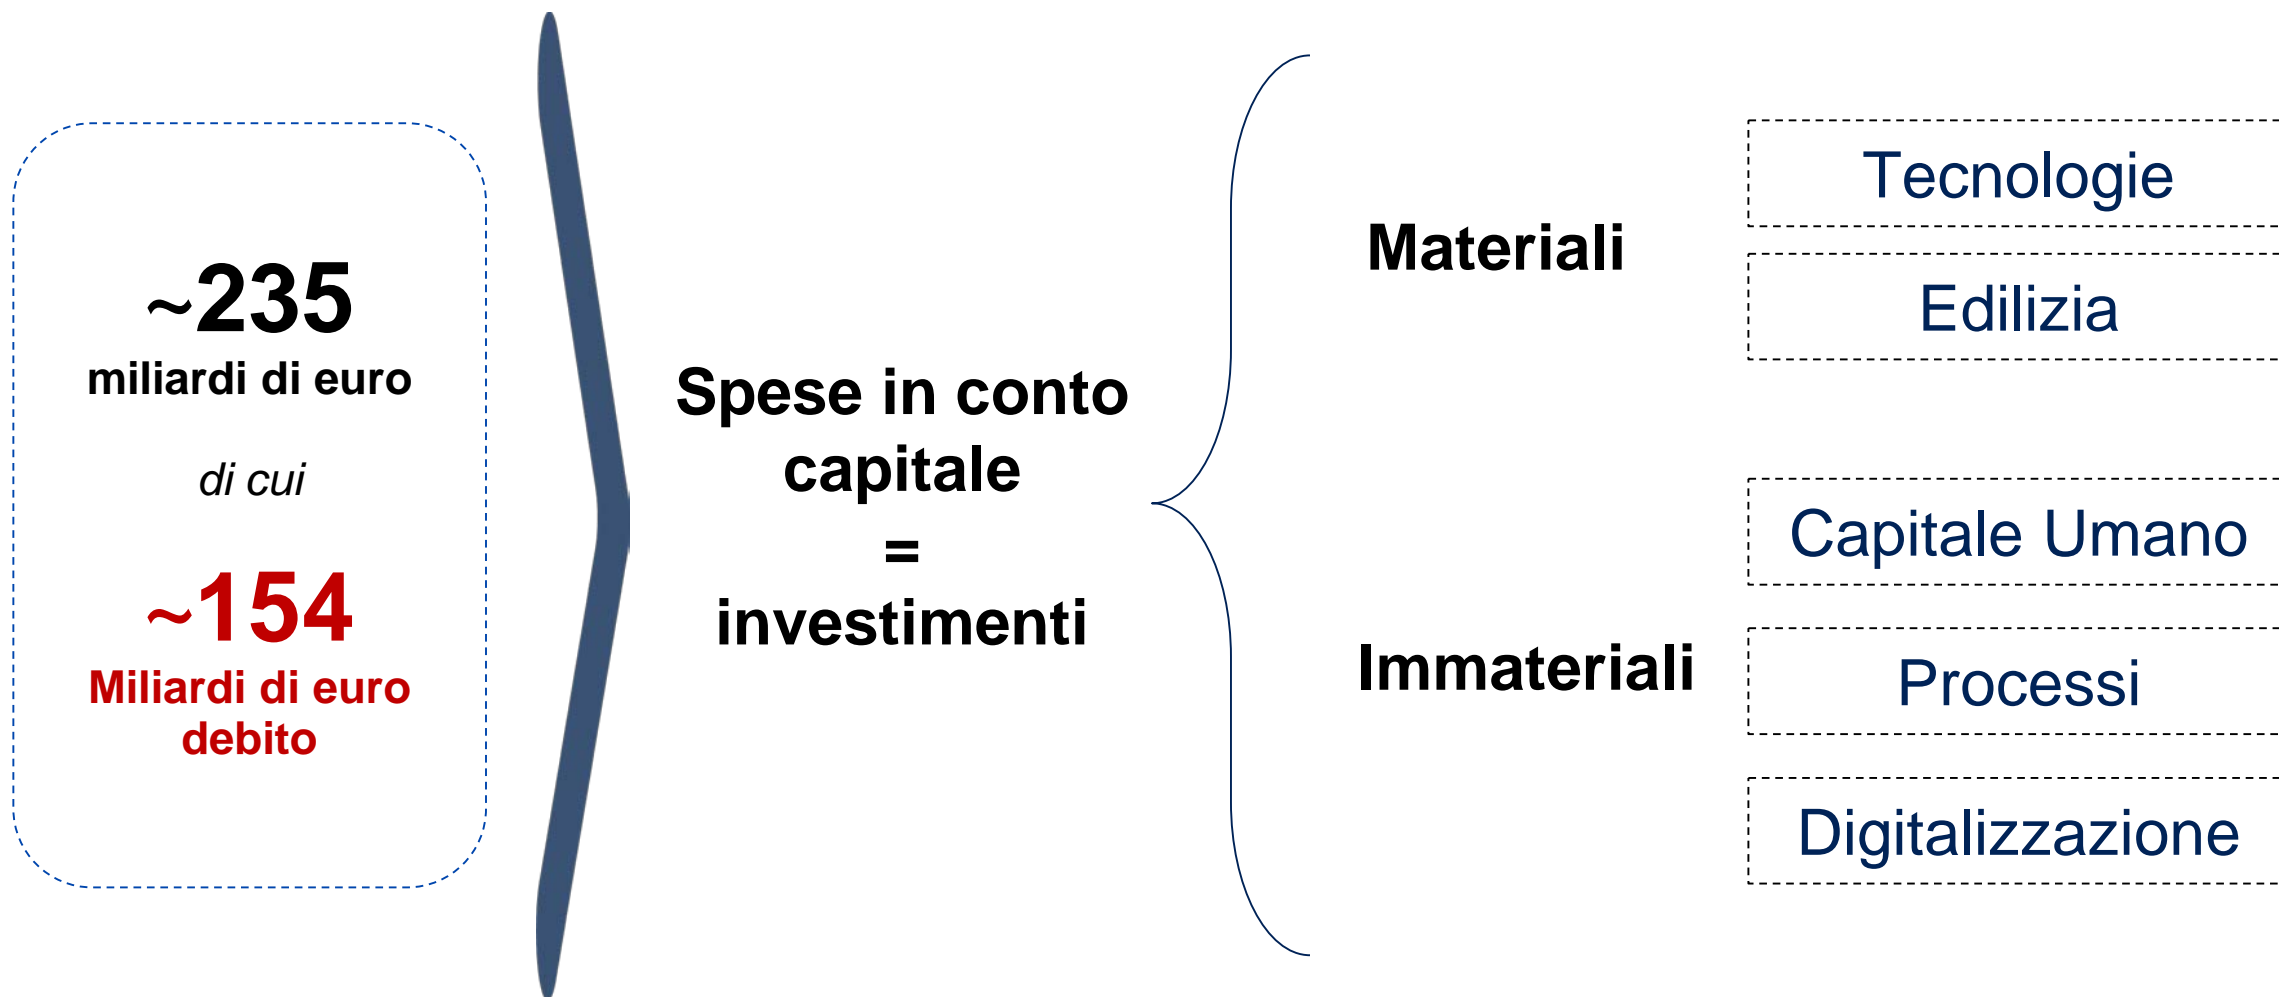 ~235
miliardi di euro
di cui
~154
Miliardi di euro
debito
Spese in conto
capitale
=
investimenti
Materiali
Tecnologie
Edilizia
Immateriali
Capitale Umano
Processi
Digitalizzazione